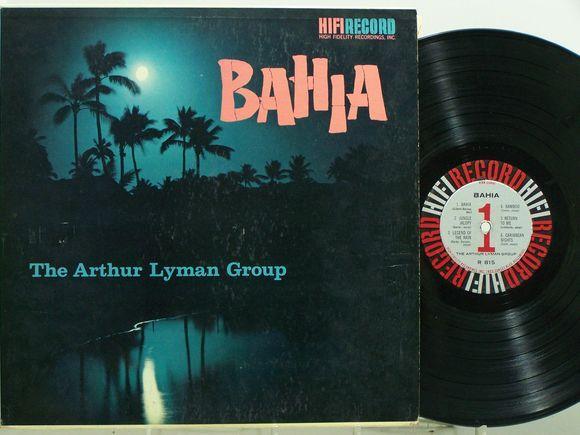 HIFIRECORD
HIGH FIDELITY RECORDINGS, INC.
BAHIA
The Arthur Lyman Group
HIFI RECORD HIFI RECORD HIFI RECORD
BAHIA
1. BAHIA
2. JUNGLE
JALOPY
3. LEGEND OF
THE RAIN
1
4. BAMBOO
5. RETURN
TO ME
6. CARIBBEAN
NIGHTS
THE ARTHUR LYMAN GROUP
R 815